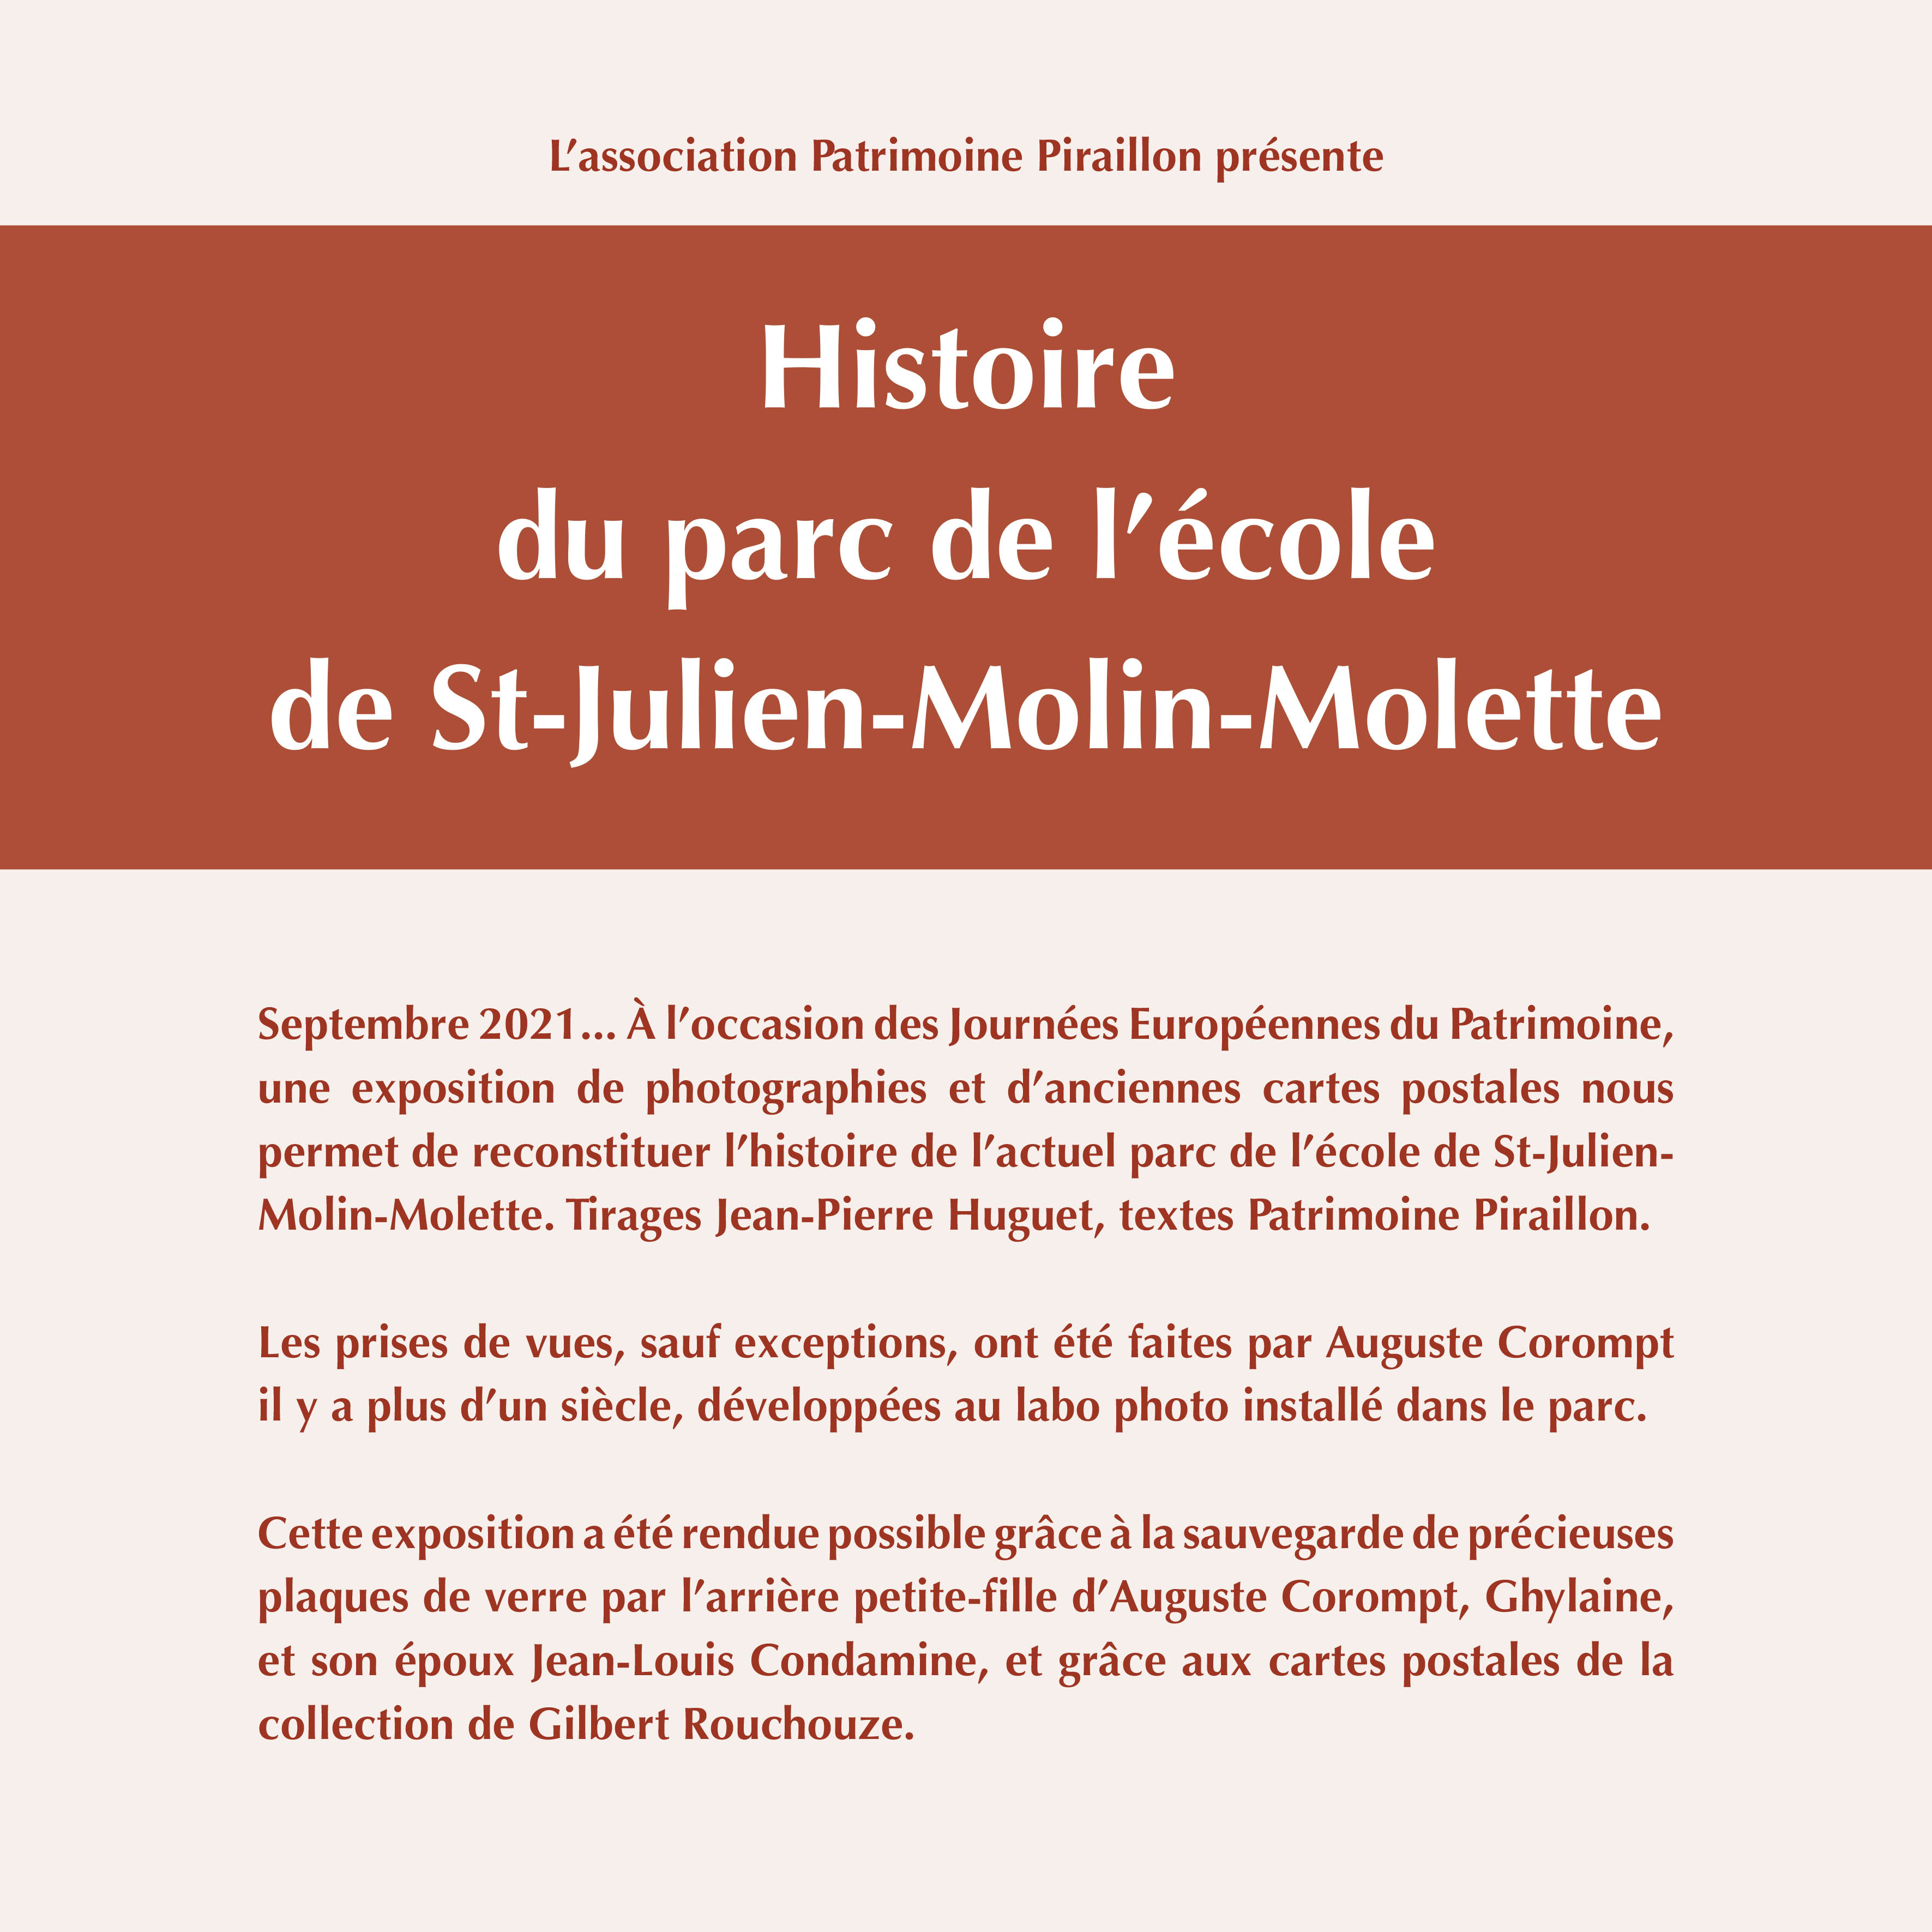 L’association Patrimoine Piraillon présente
Histoire
du parc de l’école
de St-Julien-Molin-Molette
Septembre 2021... À l’occasion des Journées Européennes du Patrimoine,
une exposition de photographies et d’anciennes cartes postales nous
permet de reconstituer l’histoire de l’actuel parc de l’école de St-Julien-
Molin-Molette. Tirages Jean-Pierre Huguet, textes Patrimoine Piraillon.
Les prises de vues, sauf exceptions, ont été faites par Auguste Corompt
il y a plus d’un siècle, développées au labo photo installé dans le parc.
Cette exposition a été rendue possible grâce à la sauvegarde de précieuses
plaques de verre par l’arrière petite-fille d’Auguste Corompt, Ghylaine,
et son époux Jean-Louis Condamine, et grâce aux cartes postales de la
collection de Gilbert Rouchouze.